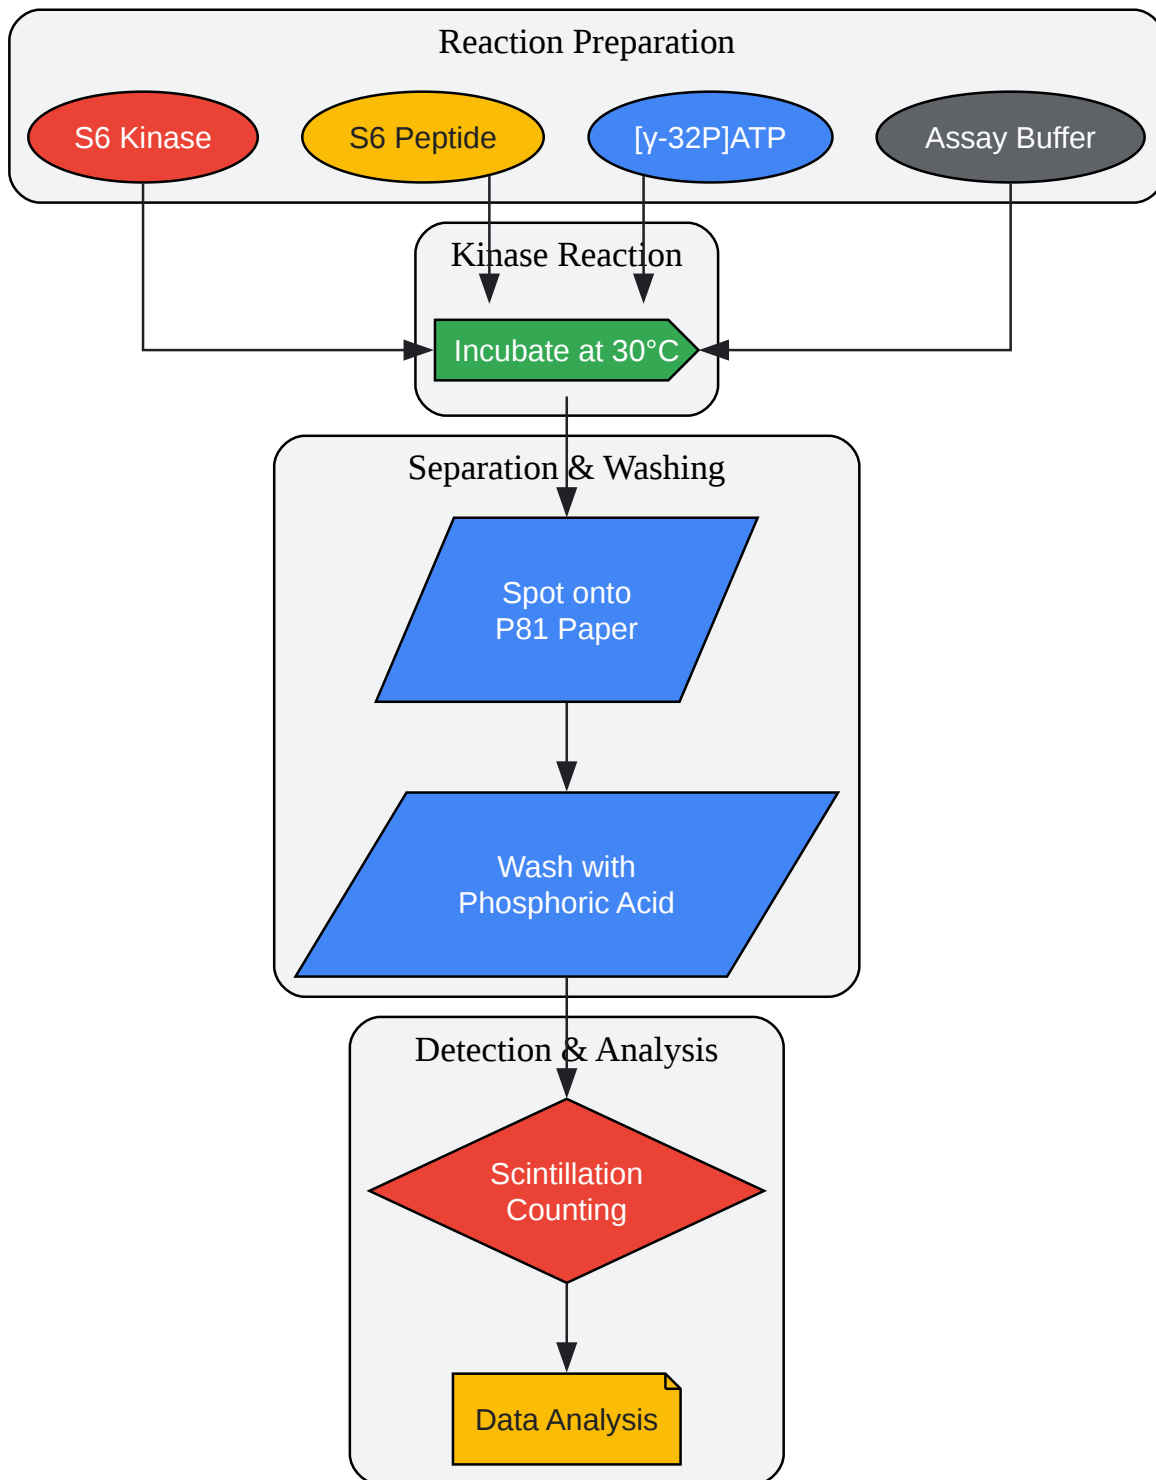 Reaction Preparation
S6 Kinase
S6 Peptide
[γ-32P]ATP
Assay Buffer
Kinase Reaction
Incubate at 30°C
Separation & Washing
Spot onto
P81 Paper
Wash with
Phosphoric Acid
Detection & Analysis
Scintillation
Counting
Data Analysis